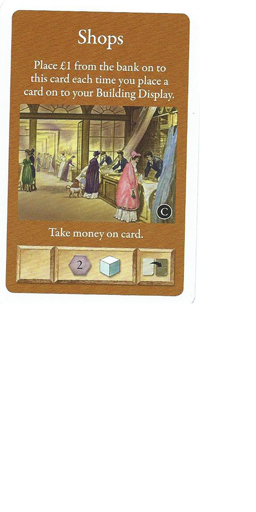 Shops
Place £1 from the bank on to
this card each time you place a
card on to your Building Display.
C
Take money on card.
2